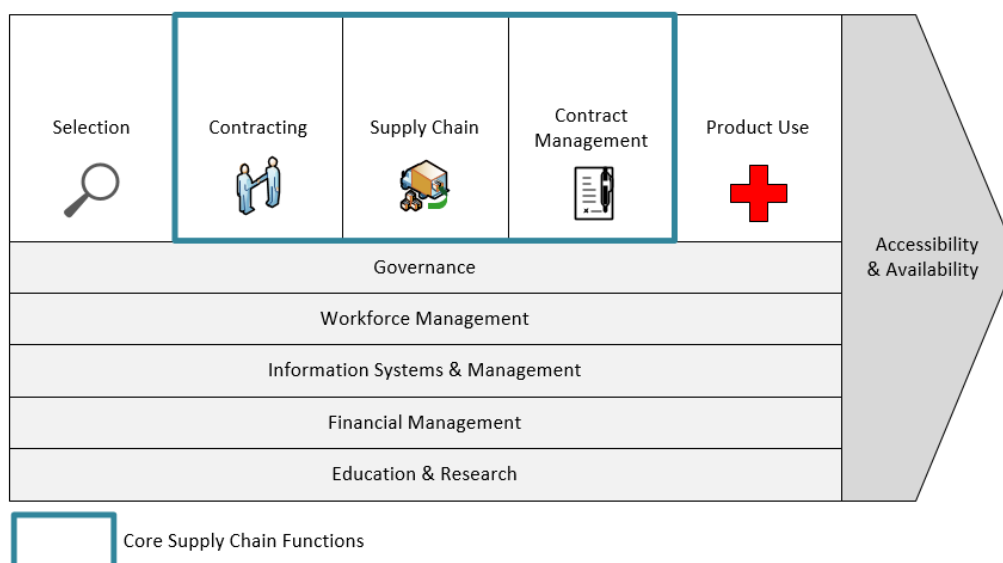 Selection
Contracting
Supply Chain
Contract
Management
Product Use
Accessibility
& Availability
Governance
Workforce Management
Information Systems & Management
Financial Management
Education & Research
Core Supply Chain Functions